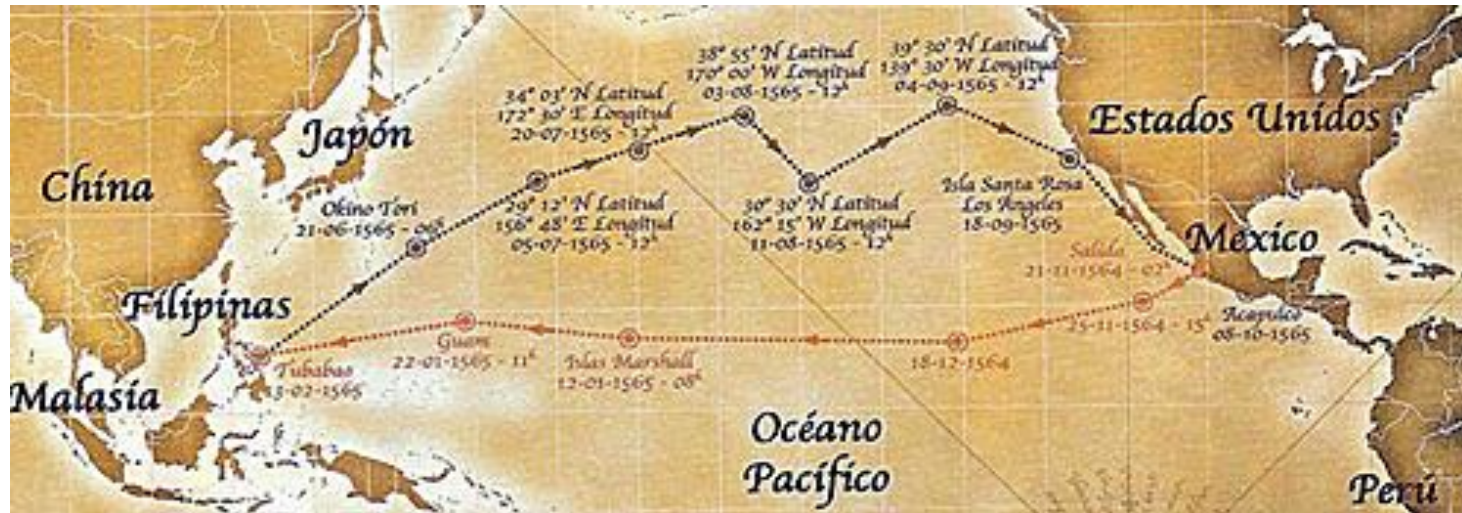 38° 55' N Latitud
170° 00' W Longitud
03-08-1565 - 12ʰ
39° 30' N Latitud
139° 30' W Longitud
04-09-1565 - 12ʰ
34° 03' N Latitud
172° 30' E Longitud
20-07-1565 - 12ʰ
Japón
Estados Unidos
China
Okino Tori
21-06-1565 - 06ʰ
29° 12' N Latitud
156° 48' E Longitud
05-07-1565 - 12ʰ
30° 30' N Latitud
162° 15' W Longitud
11-08-1565 - 12ʰ
Isla Santa Rosa
Los Angeles
18-09-1565
Salida
21-11-1564 - 02ʰ
Mexico
Filipinas
25-11-1564 - 15ʰ
Acapulco
08-10-1565
Guam
22-01-1565 - 11ʰ
Islas Marshall
12-01-1565 - 08ʰ
18-12-1564
Tubabao
13-02-1565
Malasía
Océano
Pacífico
Perú